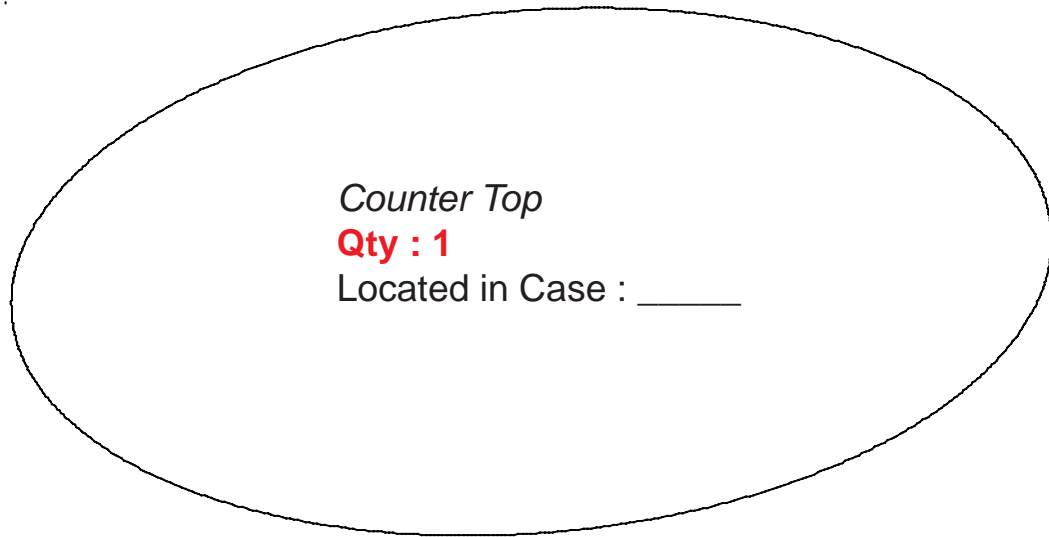 Counter Top
Qty : 1
Located in Case : _____